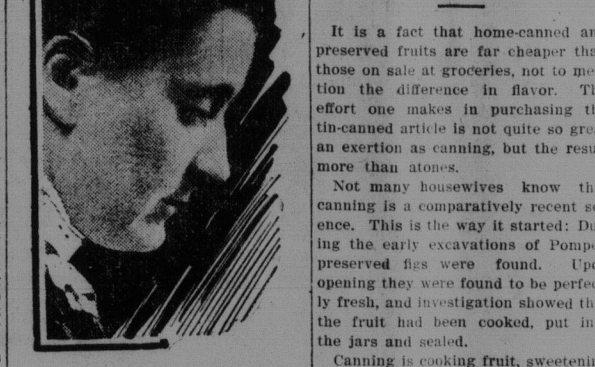 It is a fact that home-canned an
preserved fruits are far cheaper tha
those on sale at groceries, not to me
tion the difference in flavor. Th
effort one makes in purchasing th
tin-canned article is not quite so gre
an exertion as canning, but the resu
more than atones.
Not many housewives know th
canning is a comparatively recent s
ence. This is the way it started: Du
ing the early excavations of Pompe
preserved figs were found. Upo
opening they were found to be perfec
ly fresh, and investigation showed th
the fruit had been cooked, put in
the jars and sealed.
Canning is cooking fruit, sweetenin